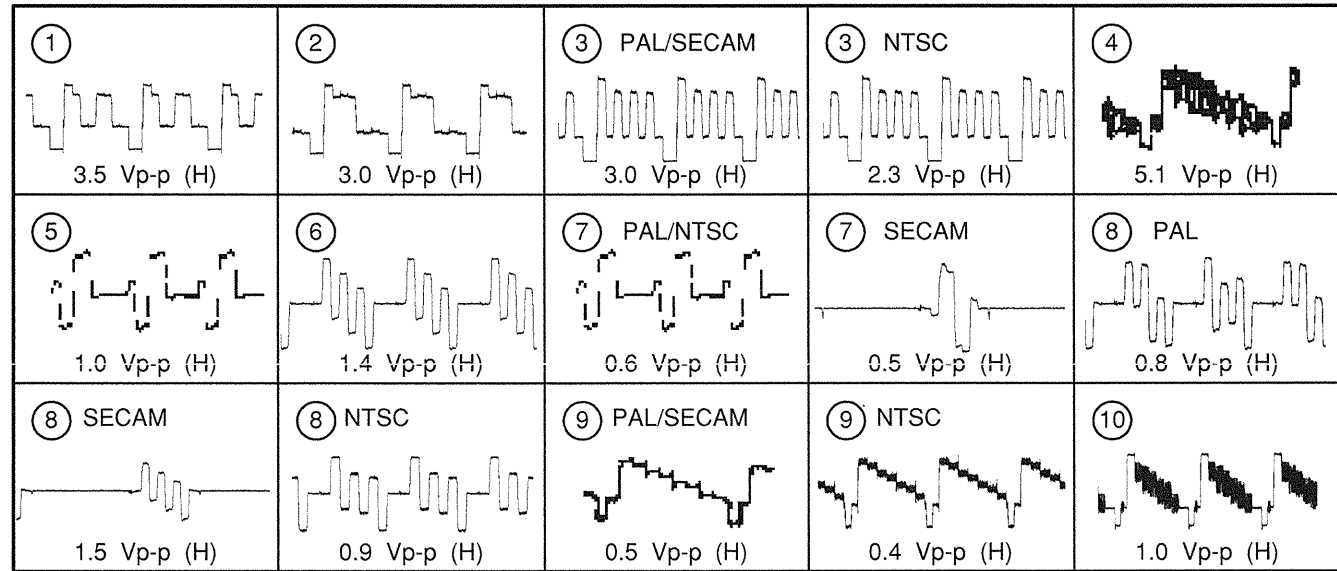 1
3.5 Vp-p (H)
2
3.0 Vp-p (H)
3 PAL/SECAM
3.0 Vp-p (H)
3 NTSC
2.3 Vp-p (H)
4
5.1 Vp-p (H)
5
1.0 Vp-p (H)
6
1.4 Vp-p (H)
7 PAL/NTSC
0.6 Vp-p (H)
7 SECAM
0.5 Vp-p (H)
8 PAL
0.8 Vp-p (H)
8 SECAM
1.5 Vp-p (H)
8 NTSC
0.9 Vp-p (H)
9 PAL/SECAM
0.5 Vp-p (H)
9 NTSC
0.4 Vp-p (H)
10
1.0 Vp-p (H)